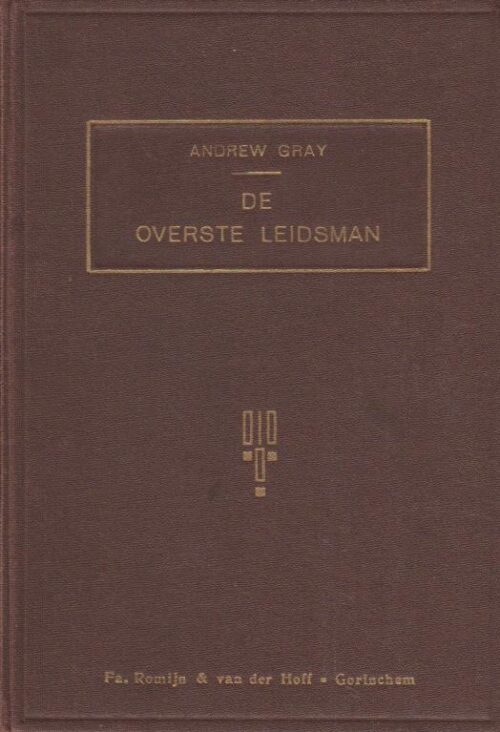 ANDREW GRAY
DE
OVERSTE LEIDSMAN
Fa. Romijn & van der Hoff - Gorinchem